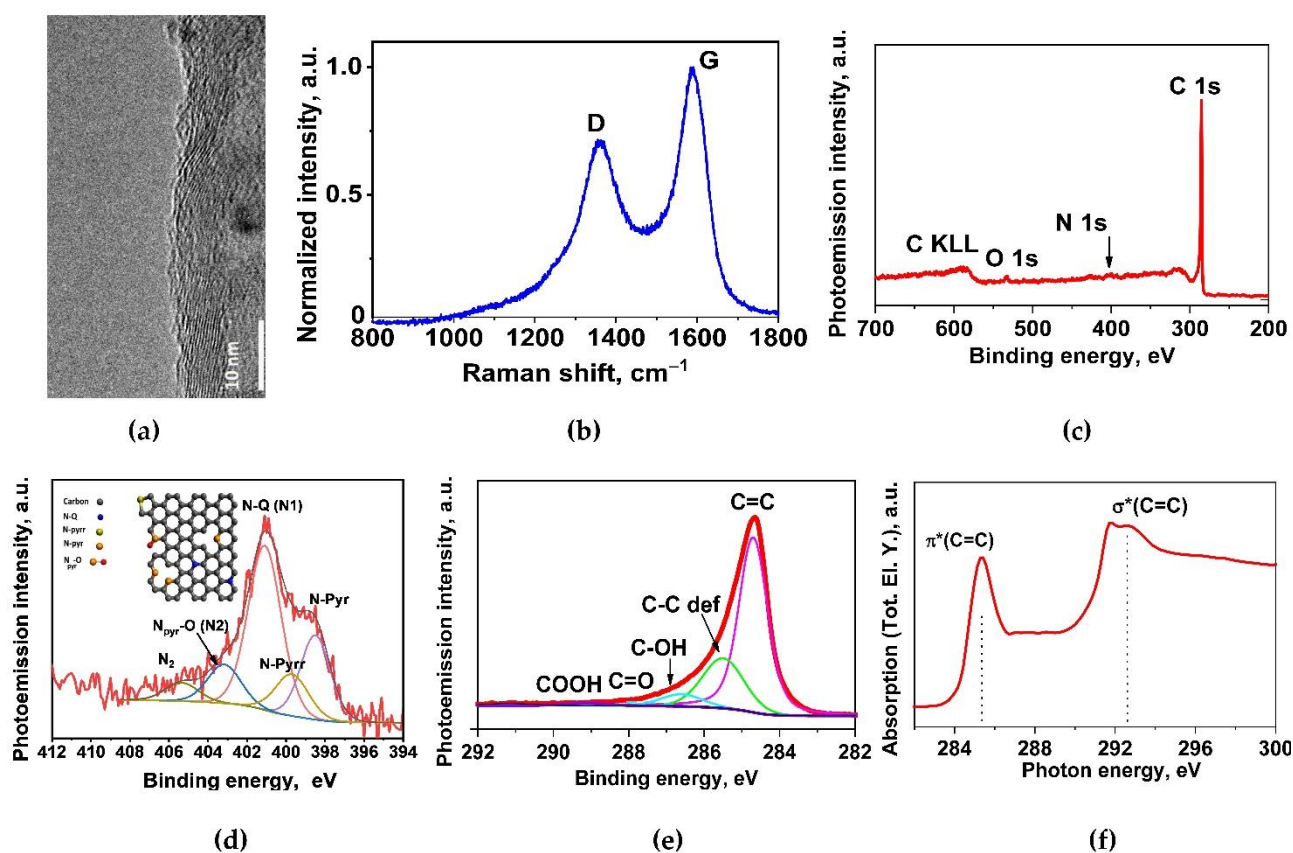 10 nm
(a)
Normalized intensity, a.u.
1.0
0.5
0
D
G
800 1000 1200 1400 1600 1800
Raman shift, cm⁻¹
(b)
Photoemission intensity, a.u.
C 1s
N 1s
C KLL
O 1s
700 600 500 400 300 200
Binding energy, eV
(c)
Photoemission intensity, a.u.
Carbon
N-Q
N-pyrr
N-pyr
Npyr-O
N-Q (N1)
N-Pyr
Npyr-O (N2)
N2
N-Pyrr
412 410 408 406 404 402 400 398 396 394
Binding energy, eV
(d)
Photoemission intensity, a.u.
C=C
C-C def
C-OH
COOH C=O
292 290 288 286 284 282
Binding energy, eV
(e)
Absorption (Tot. El. Y.), a.u.
π*(C=C)
σ*(C=C)
284 288 292 296 300
Photon energy, eV
(f)